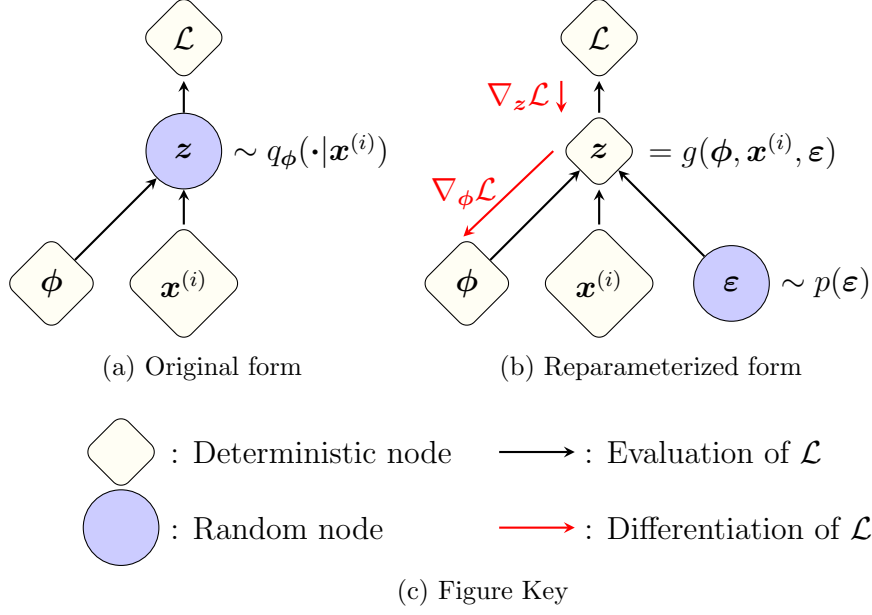 𝓛
z ∼ q_ϕ(·|x^(i))
ϕ
x^(i)
(a) Original form
𝓛
∇_z 𝓛
z = g(ϕ, x^(i), ε)
∇_ϕ 𝓛
ϕ
x^(i)
ε ∼ p(ε)
(b) Reparameterized form
: Deterministic node
: Evaluation of 𝓛
: Random node
: Differentiation of 𝓛
(c) Figure Key